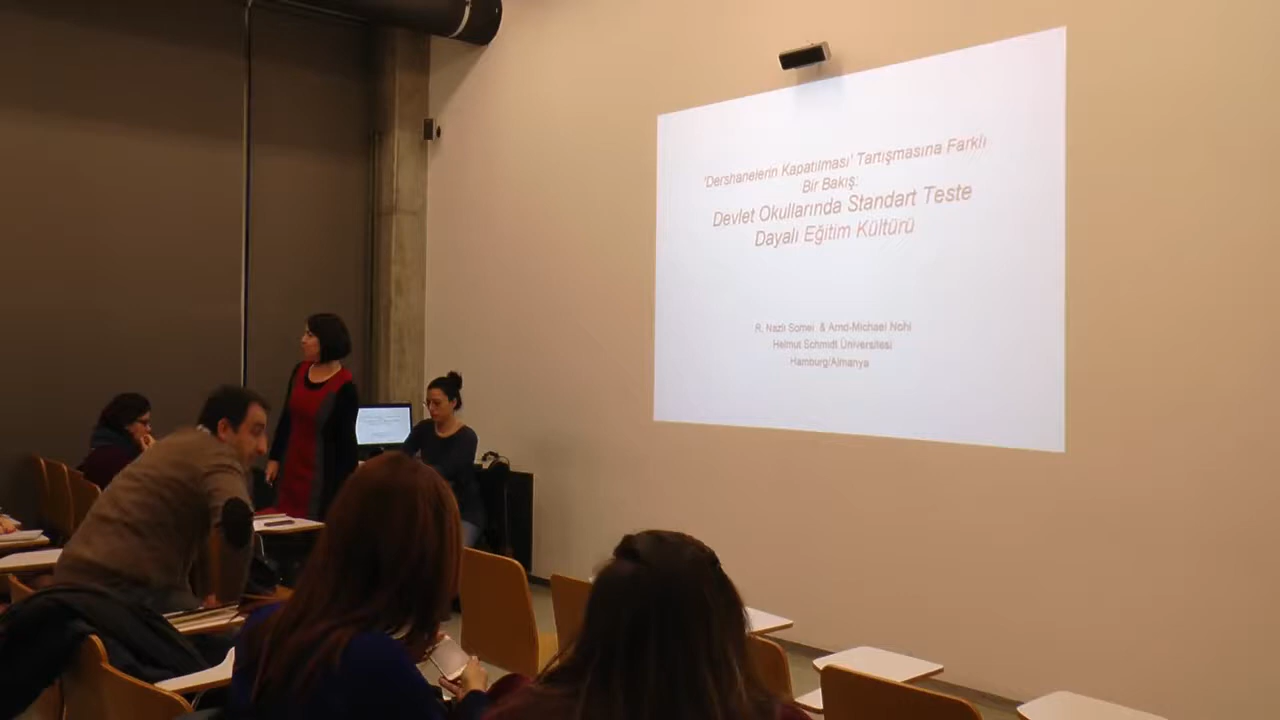 'Dershanelerin Kapatılması' Tartışmasına Farklı
Bir Bakış:
Devlet Okullarında Standart Teste
Dayalı Eğitim Kültürü
R. Nazlı Somel & Arnd-Michael Nohl
Helmut Schmidt Üniversitesi
Hamburg/Almanya